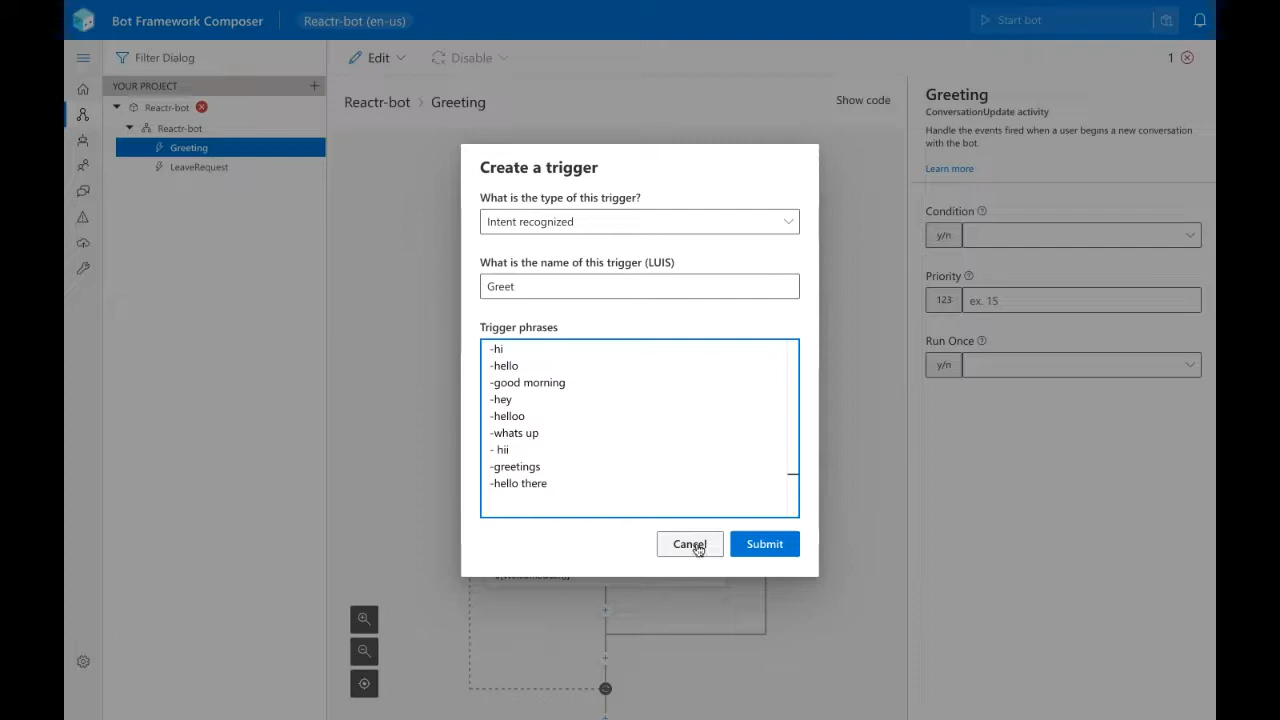 Bot Framework Composer
Reactr-bot (en-us)
Start bot
Filter Dialog
Edit
Disable
1
YOUR PROJECT
Reactr-bot
Reactr-bot
Greeting
LeaveRequest
Reactr-bot > Greeting
Show code
Create a trigger
What is the type of this trigger?
Intent recognized
What is the name of this trigger (LUIS)
Greet
Trigger phrases
-hi
-hello
-good morning
-hey
-helloo
-whats up
- hii
-greetings
-hello there
Cancel
Submit
Greeting
ConversationUpdate activity
Handle the events fired when a user begins a new conversation
with the bot.
Learn more
Condition
y/n
Priority
123
ex. 15
Run Once
y/n